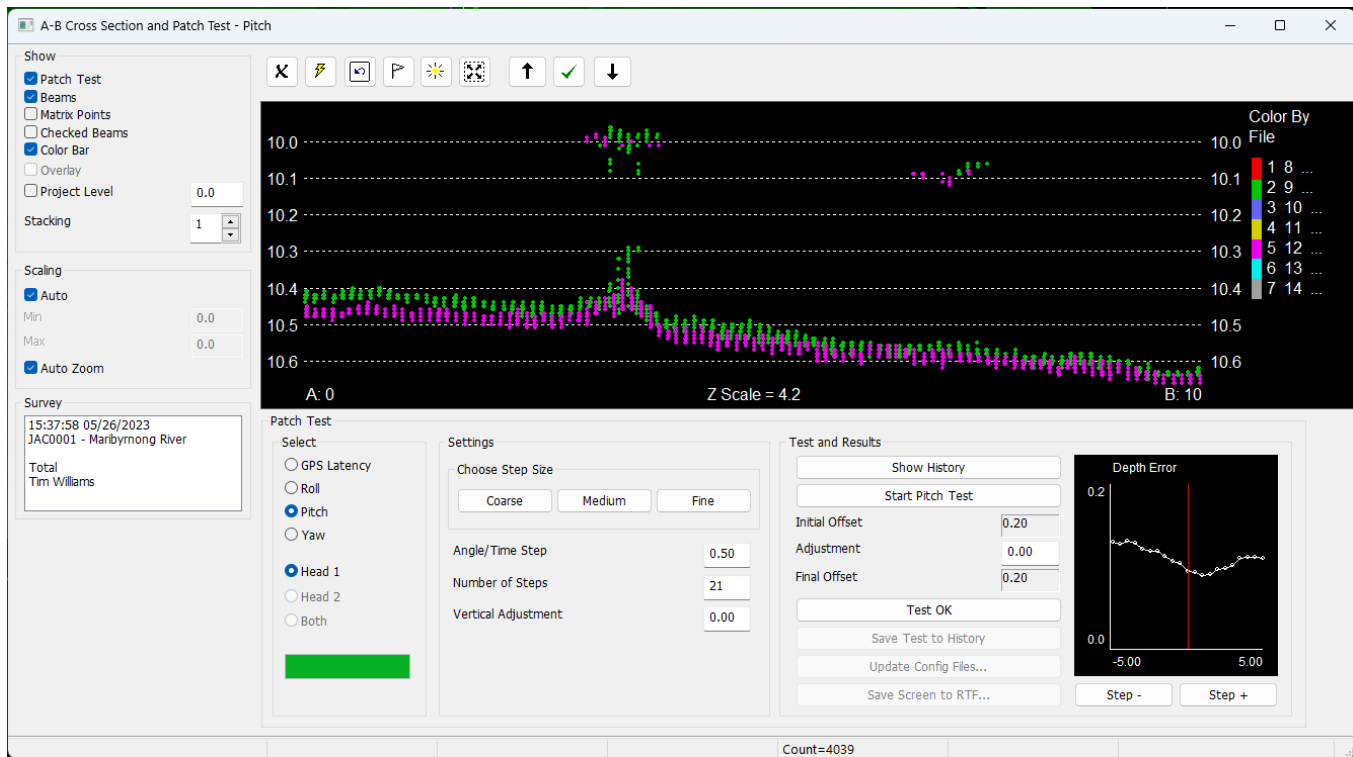 A-B Cross Section and Patch Test - Pitch
Show
Patch Test
Beams
Matrix Points
Checked Beams
Color Bar
Overlay
Project Level 0.0
Stacking 1
Scaling
Auto
Min 0.0
Max 0.0
Auto Zoom
Survey
15:37:58 05/26/2023
JAC0001 - Maribyrnong River
Total
Tim Williams
Color By
File
10.0 10.0
10.1 10.1
10.2 10.2
10.3 10.3
10.4 10.4
10.5 10.5
10.6 10.6
1 8 ...
2 9 ...
3 10 ...
4 11 ...
5 12 ...
6 13 ...
7 14 ...
A: 0 Z Scale = 4.2 B: 10
Patch Test
Select
GPS Latency
Roll
Pitch
Yaw
Head 1
Head 2
Both
Settings
Choose Step Size
Coarse Medium Fine
Angle/Time Step 0.50
Number of Steps 21
Vertical Adjustment 0.00
Test and Results
Show History
Start Pitch Test
Initial Offset 0.20
Adjustment 0.00
Final Offset 0.20
Test OK
Save Test to History
Update Config Files...
Save Screen to RTF...
Depth Error
0.2
0.0
-5.00 5.00
Step - Step +
Count=4039